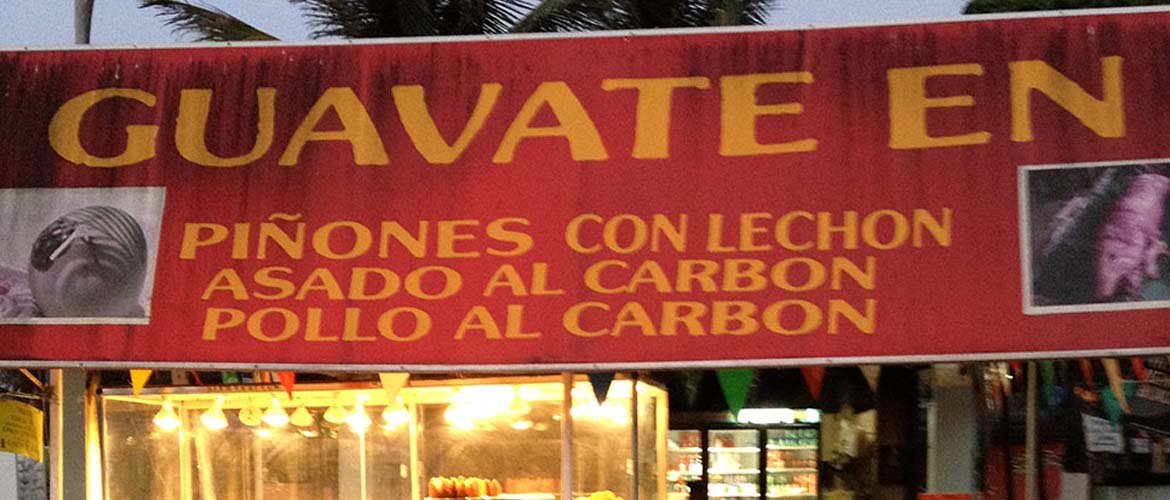 GUAVATE EN
PIÑONES CON LECHON
ASADO AL CARBON
POLLO AL CARBON